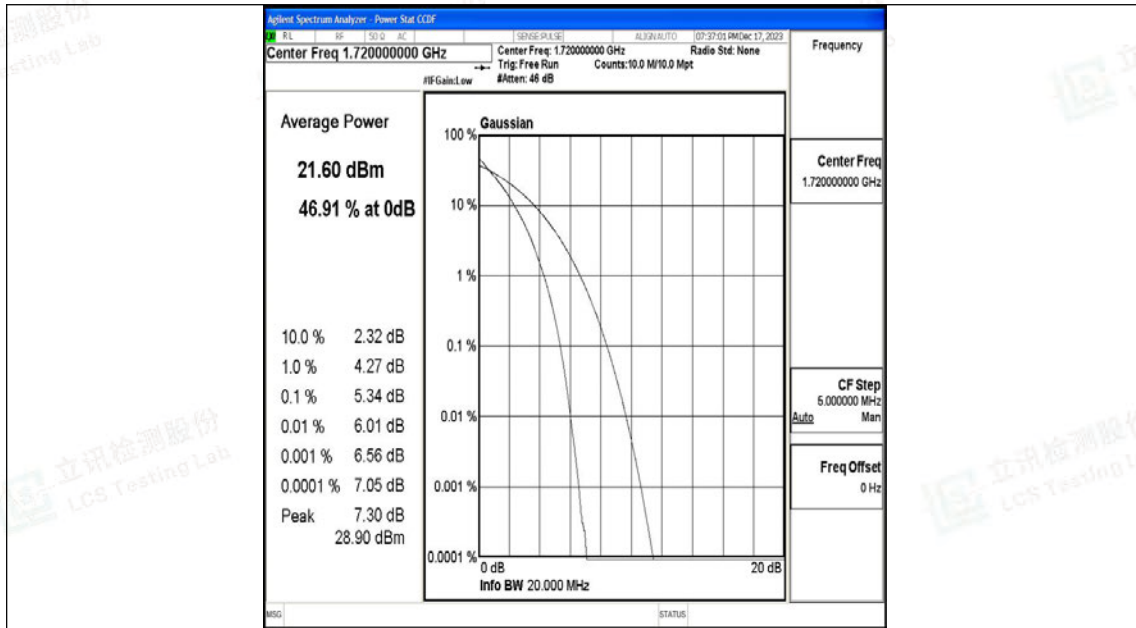 Agilent Spectrum Analyzer - Power Stat CCDF
RL RF 50 Ω AC SENSE:PULSE ALIGNAUTO 07:37:01 PM Dec 17, 2023
Center Freq 1.720000000 GHz
Center Freq: 1.720000000 GHz Radio Std: None
Trig: Free Run Counts:10.0 M/10.0 Mpt
#IFGain:Low #Atten: 46 dB
Frequency
Average Power
21.60 dBm
46.91 % at 0dB
10.0 % 2.32 dB
1.0 % 4.27 dB
0.1 % 5.34 dB
0.01 % 6.01 dB
0.001 % 6.56 dB
0.0001 % 7.05 dB
Peak 7.30 dB
28.90 dBm
Gaussian
100 %
10 %
1 %
0.1 %
0.01 %
0.001 %
0.0001 %
0 dB 20 dB
Info BW 20.000 MHz
Center Freq
1.720000000 GHz
CF Step
5.000000 MHz
Auto Man
Freq Offset
0 Hz
MSG STATUS
立讯检测股份
LCS Testing Lab
立讯检测股份
LCS Testing L